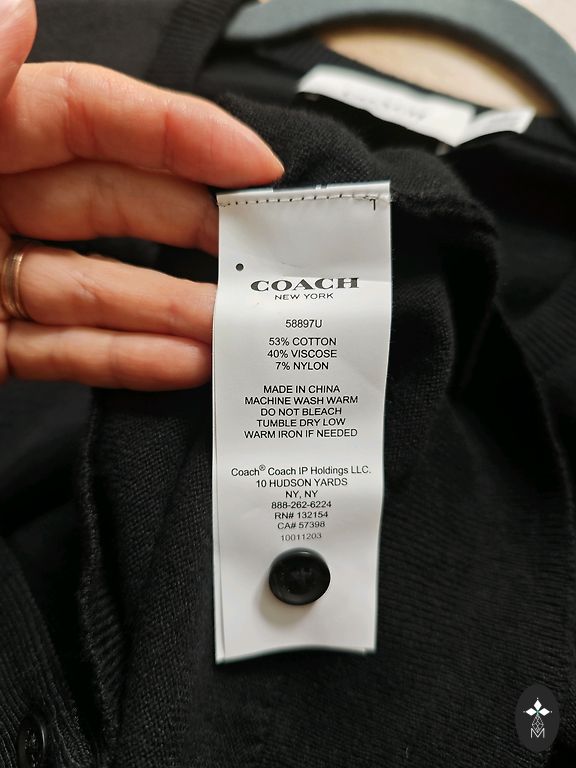 COACH
NEW YORK
58897U
53% COTTON
40% VISCOSE
7% NYLON
MADE IN CHINA
MACHINE WASH WARM
DO NOT BLEACH
TUMBLE DRY LOW
WARM IRON IF NEEDED
Coach® Coach IP Holdings LLC.
10 HUDSON YARDS
NY, NY
888-262-6224
RN# 132154
CA# 57398
10011203